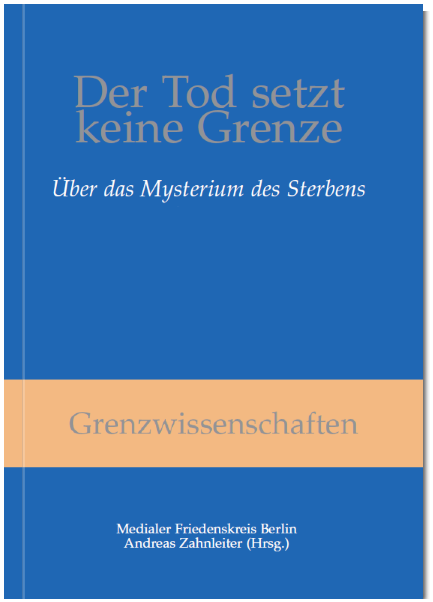 Der Tod setzt
keine Grenze
Über das Mysterium des Sterbens
Grenzwissenschaften
Medialer Friedenskreis Berlin
Andreas Zahnleiter (Hrsg.)